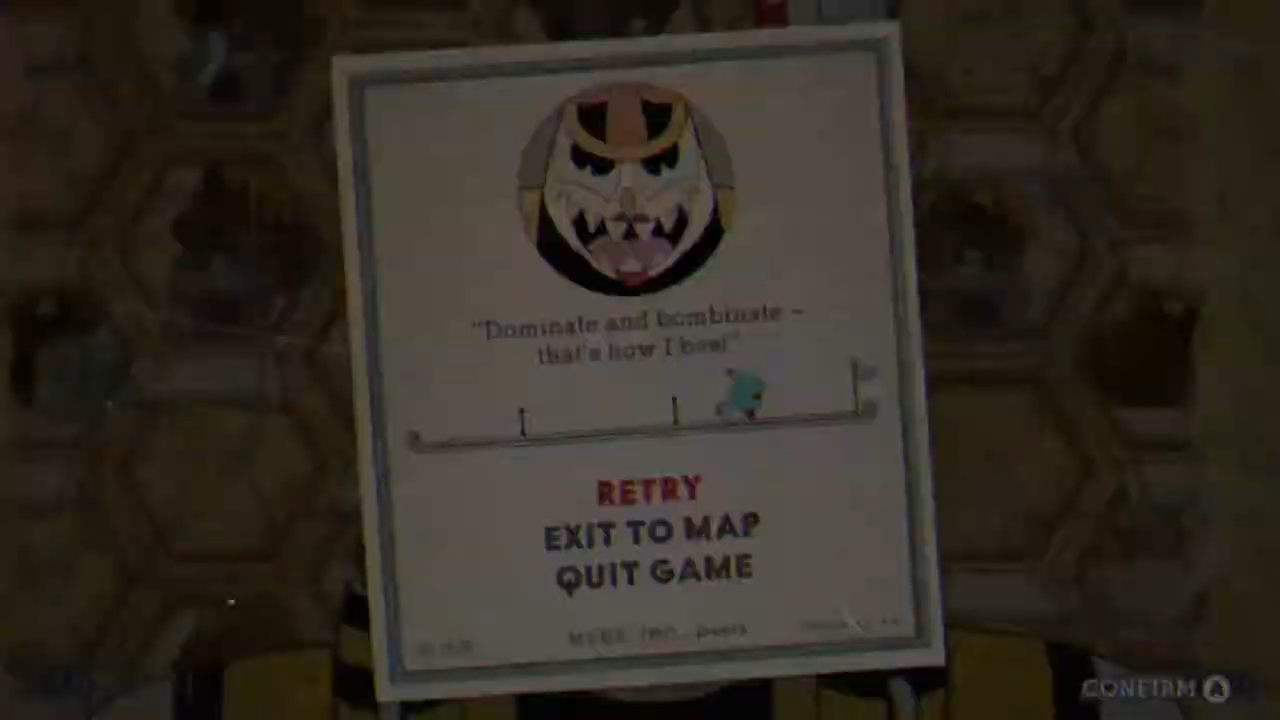 "Dominate and bombinate –
that's how I bee!"
RETRY
EXIT TO MAP
QUIT GAME
CONFIRM A